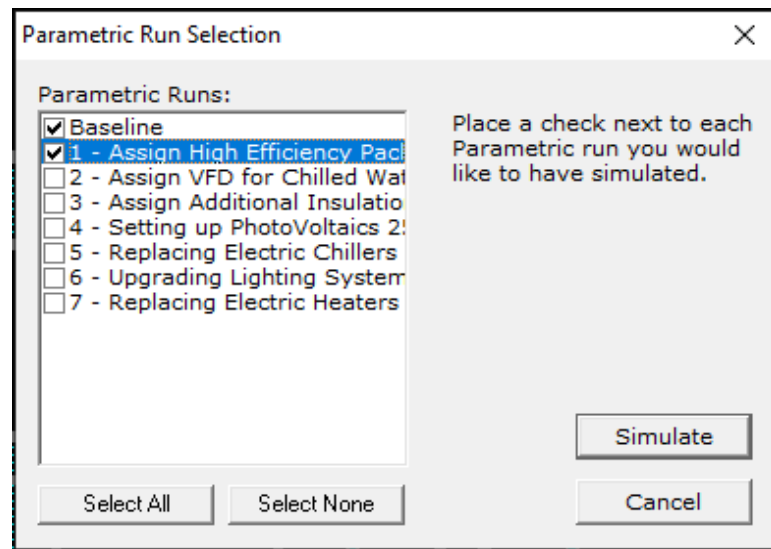 Parametric Run Selection
Parametric Runs:
Baseline
1 - Assign High Efficiency Pac
2 - Assign VFD for Chilled Wat
3 - Assign Additional Insulatio
4 - Setting up PhotoVoltaics 2
5 - Replacing Electric Chillers
6 - Upgrading Lighting System
7 - Replacing Electric Heaters
Place a check next to each
Parametric run you would
like to have simulated.
Simulate
Select All
Select None
Cancel